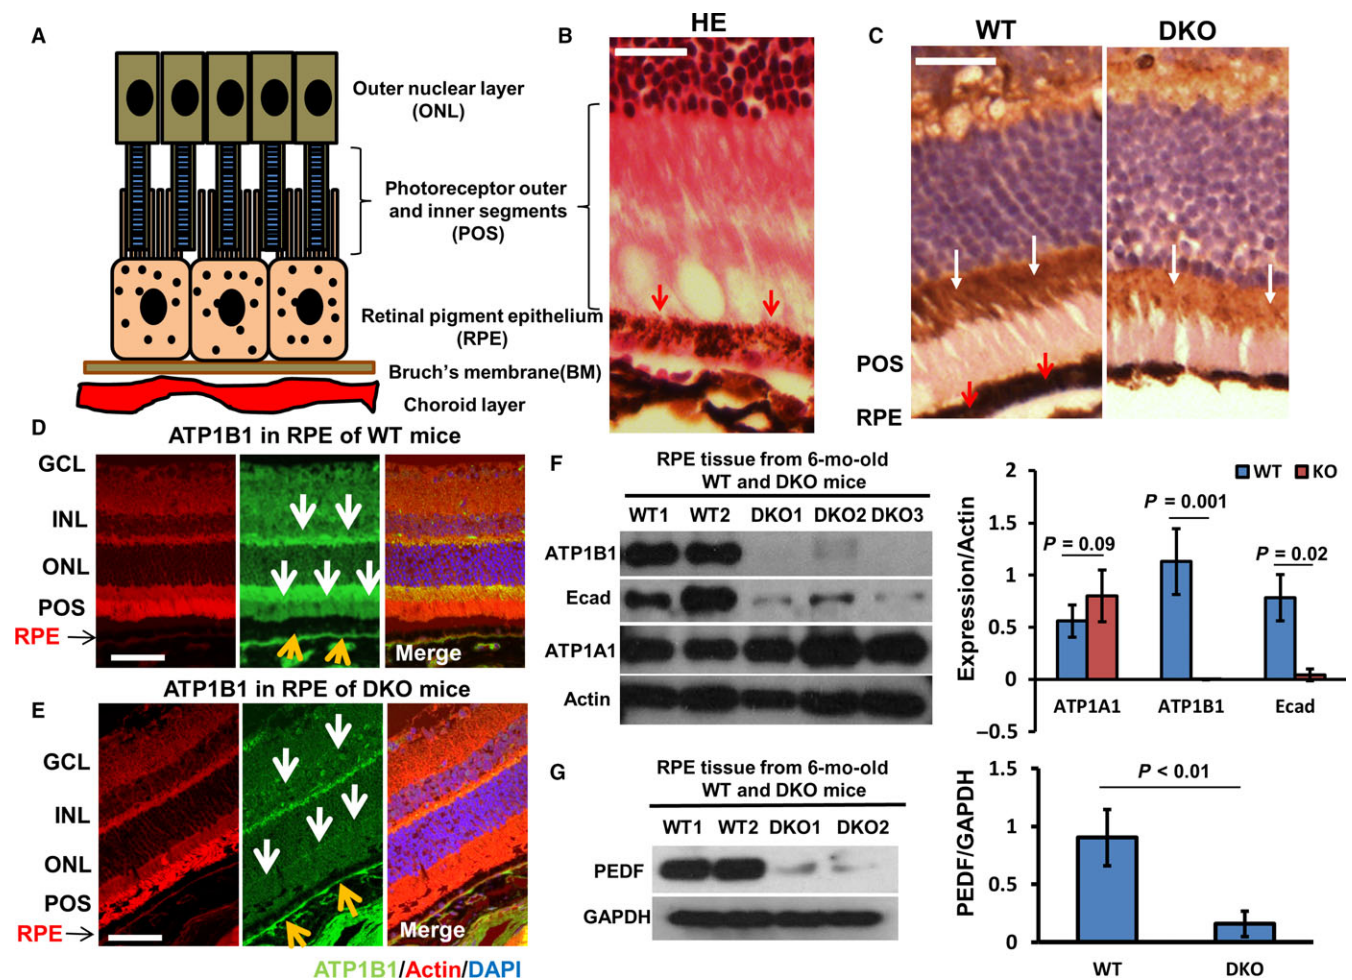 A
Outer nuclear layer
(ONL)
Photoreceptor outer
and inner segments
(POS)
Retinal pigment epithelium
(RPE)
Bruch's membrane(BM)
Choroid layer
B
HE
C
WT
DKO
POS
RPE
D
ATP1B1 in RPE of WT mice
GCL
INL
ONL
POS
RPE
Merge
ATP1B1 in RPE of DKO mice
E
GCL
INL
ONL
POS
RPE
Merge
ATP1B1/Actin/DAPI
F
RPE tissue from 6-mo-old
WT and DKO mice
WT1 WT2 DKO1 DKO2 DKO3
ATP1B1
Ecad
ATP1A1
Actin
Expression/Actin
2
1.5
1
0.5
0
–0.5
WT KO
P = 0.09
P = 0.001
P = 0.02
ATP1A1 ATP1B1 Ecad
G
RPE tissue from 6-mo-old
WT and DKO mice
WT1 WT2 DKO1 DKO2
PEDF
GAPDH
PEDF/GAPDH
1.5
1
0.5
0
P < 0.01
WT DKO